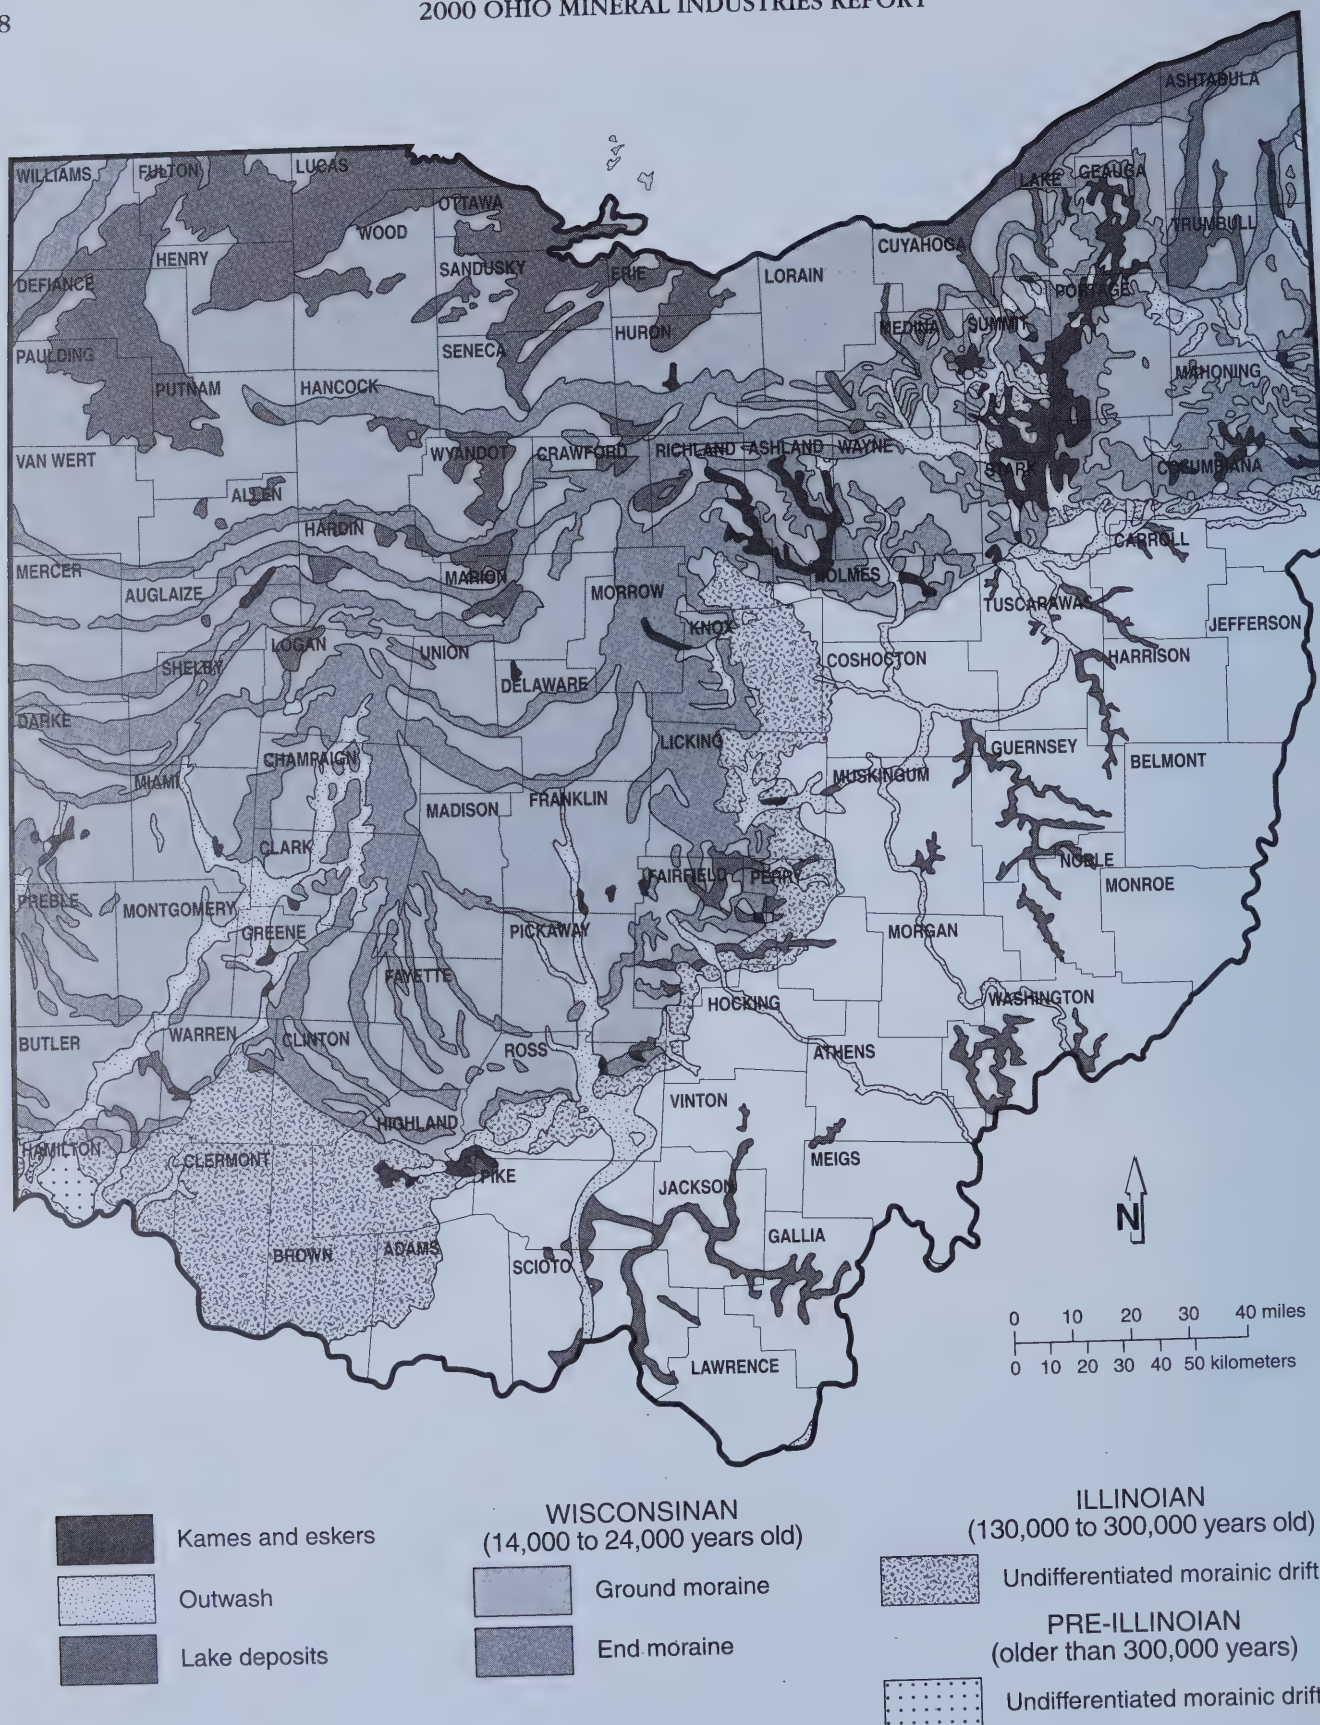 8
2000 OHIO MINERAL INDUSTRIES REPORT
ASHTABULA
WILLIAMS
FULTON
LUCAS
LAKE
GEAUGA
OTTAWA
WOOD
TRUMBULL
CUYAHOGA
HENRY
SANDUSKY
ERIE
LORAIN
DEFIANCE
PORTAGE
MEDINA
SUMMIT
HURON
SENECA
PAULDING
MAHONING
PUTNAM
HANCOCK
VAN WERT
WYANDOT
CRAWFORD
RICHLAND
ASHLAND
WAYNE
STARK
COLUMBIANA
ALLEN
HARDIN
CARROLL
MERCER
AUGLAIZE
MARION
MORROW
HOLMES
TUSCARAWAS
JEFFERSON
KNOX
LOGAN
UNION
SHELBY
DELAWARE
COSHOCTON
HARRISON
DARKE
LICKING
GUERNSEY
BELMONT
CHAMPAIGN
MIAMI
MUSKINGUM
MADISON
FRANKLIN
CLARK
NOBLE
FAIRFIELD
PERRY
MONROE
PREBLE
MONTGOMERY
GREENE
PICKAWAY
MORGAN
FAYETTE
HOCKING
WASHINGTON
BUTLER
WARREN
CLINTON
ROSS
ATHENS
VINTON
HIGHLAND
HAMILTON
CLERMONT
MEIGS
PIKE
JACKSON
N
GALLIA
BROWN
ADAMS
SCIOTO
LAWRENCE
0 10 20 30 40 miles
0 10 20 30 40 50 kilometers
Kames and eskers
Outwash
Lake deposits
WISCONSINAN
(14,000 to 24,000 years old)
Ground moraine
End moraine
ILLINOIAN
(130,000 to 300,000 years old)
Undifferentiated morainic drift
PRE-ILLINOIAN
(older than 300,000 years)
Undifferentiated morainic drift